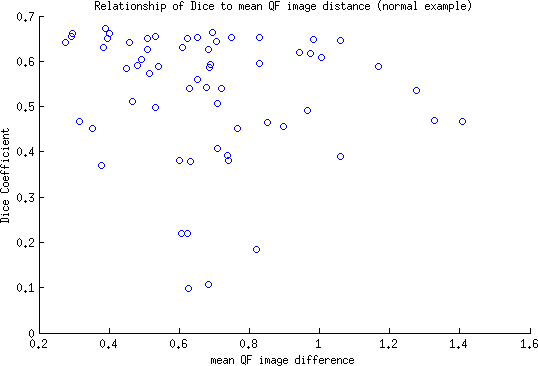 Relationship of Dice to mean QF image distance (normal example)
0.7
0.6
0.5
0.4
0.3
0.2
0.1
0
Dice Coefficient
0.2 0.4 0.6 0.8 1 1.2 1.4 1.6
mean QF image difference